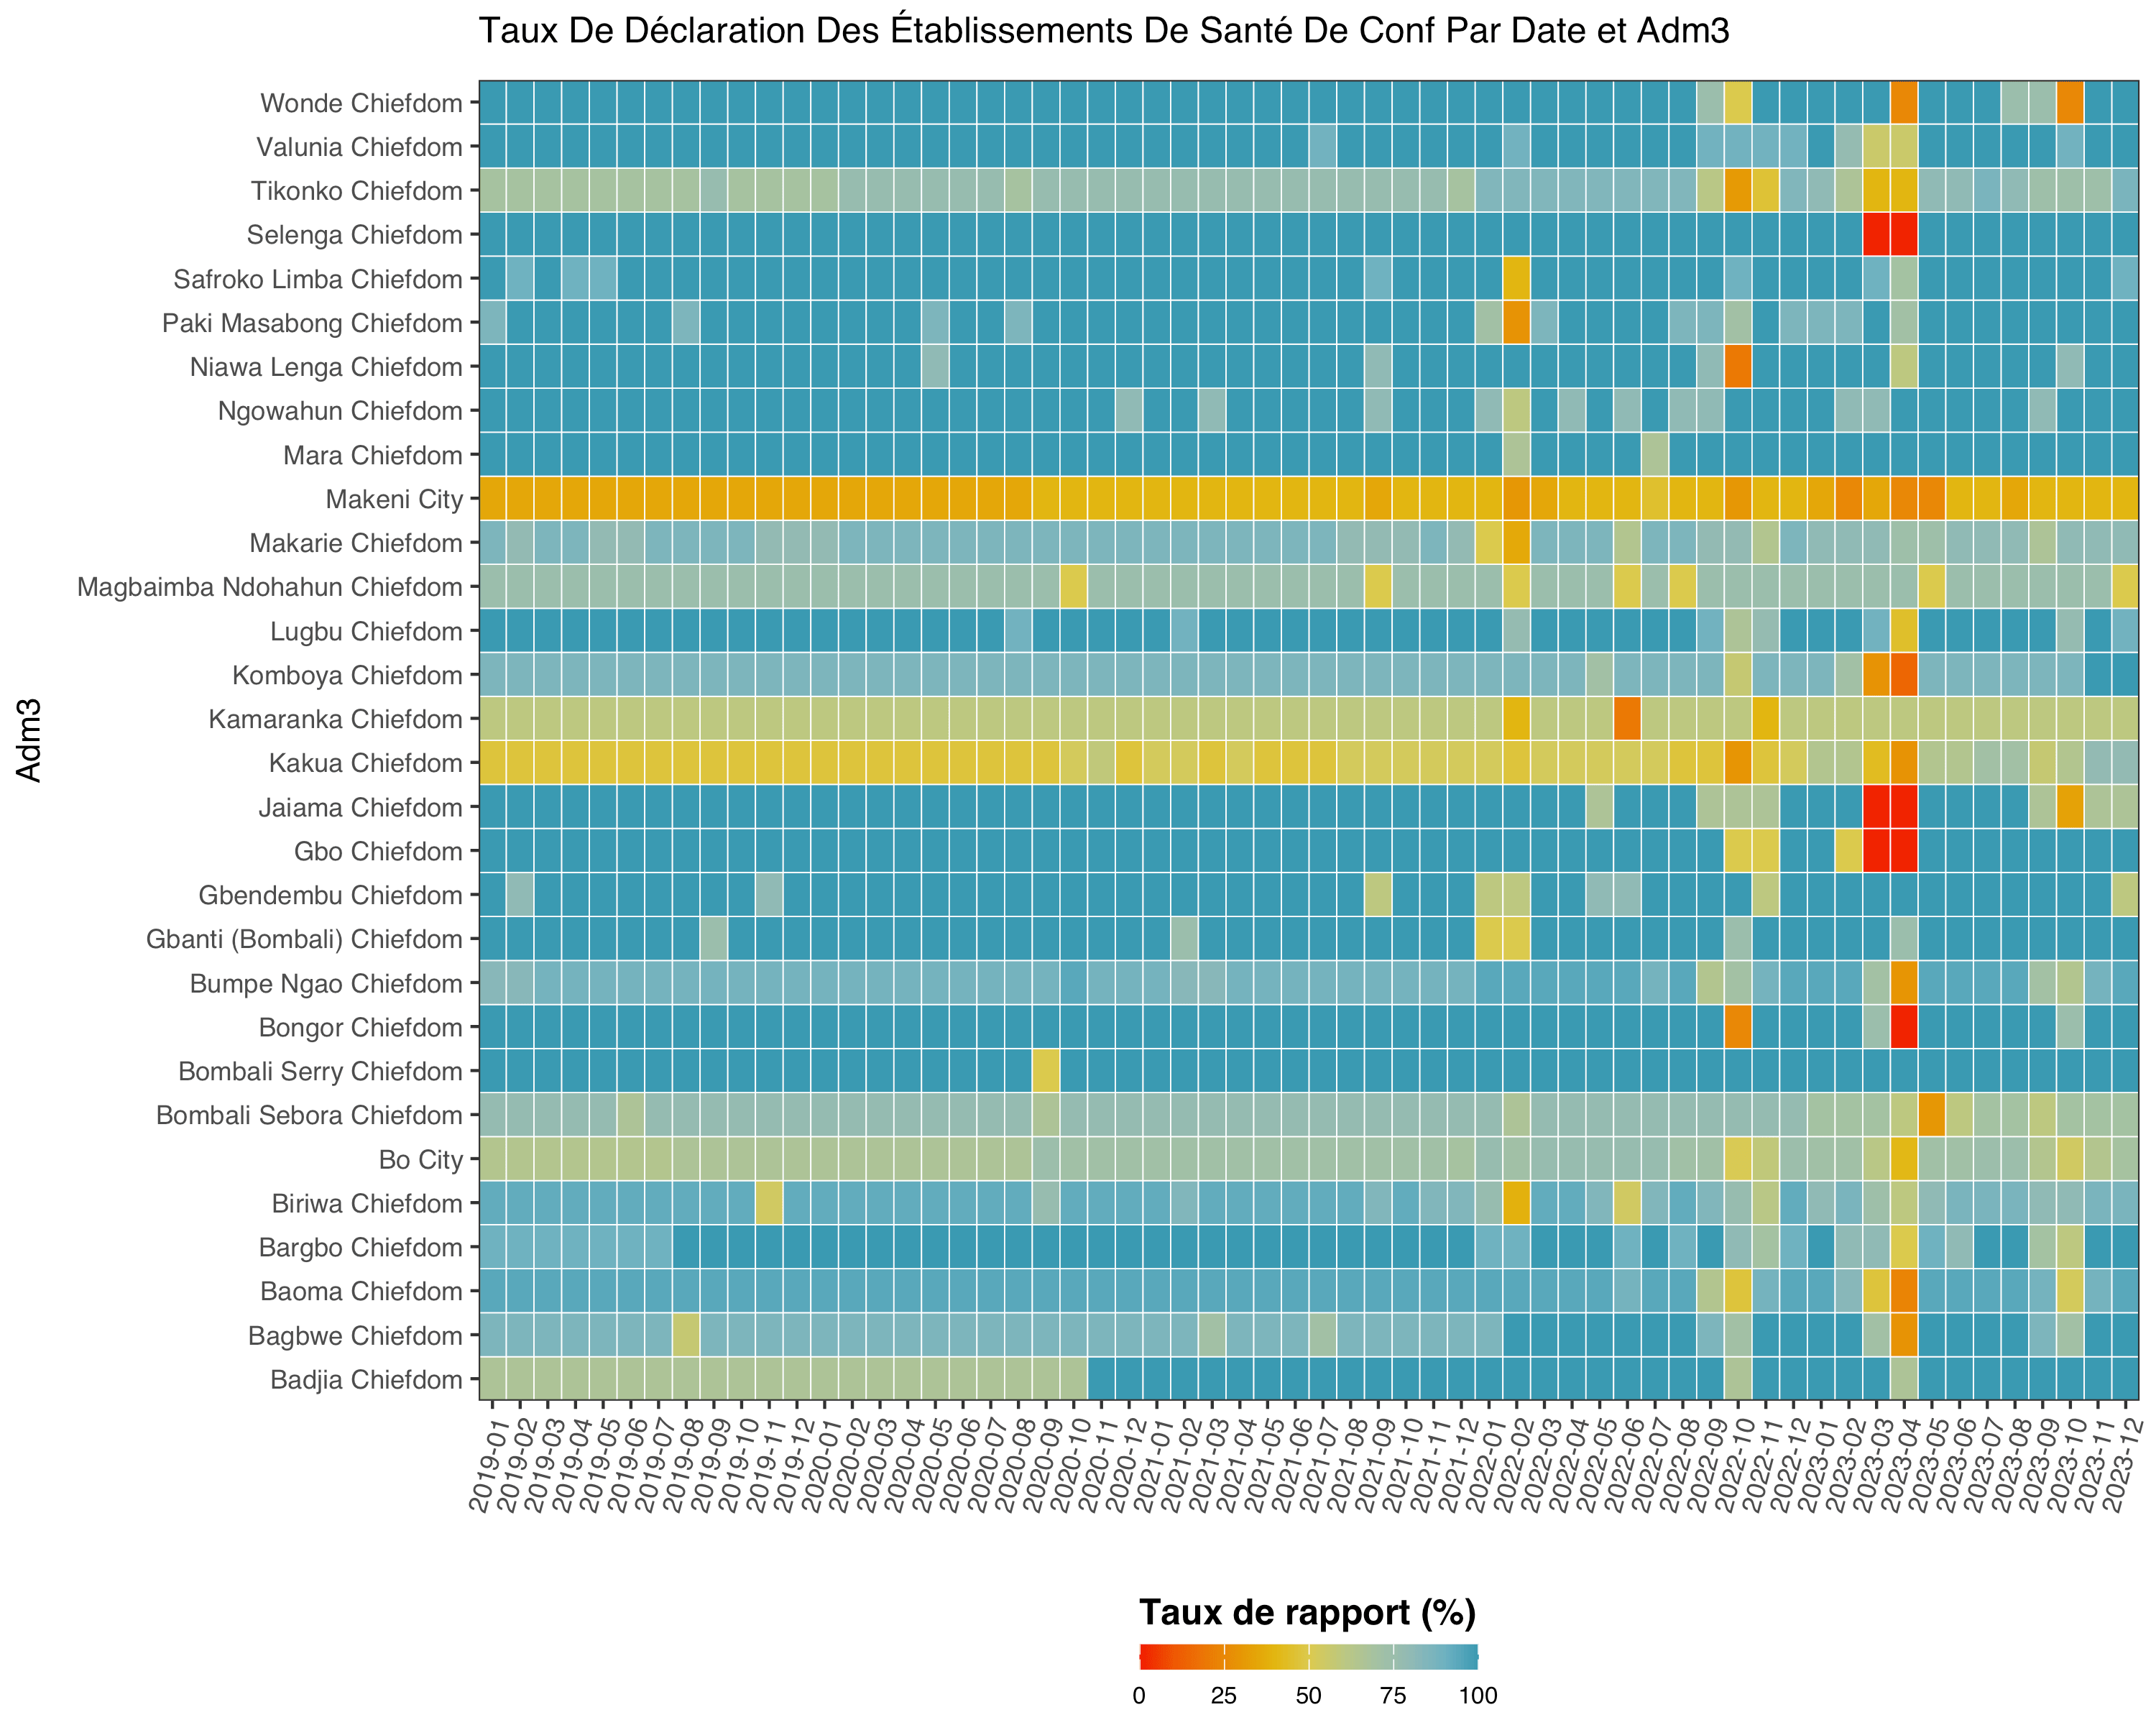 Taux De Déclaration Des Établissements De Santé De Conf Par Date et Adm3
Adm3
Wonde Chiefdom
Valunia Chiefdom
Tikonko Chiefdom
Selenga Chiefdom
Safroko Limba Chiefdom
Paki Masabong Chiefdom
Niawa Lenga Chiefdom
Ngowahun Chiefdom
Mara Chiefdom
Makeni City
Makarie Chiefdom
Magbaimba Ndohahun Chiefdom
Lugbu Chiefdom
Komboya Chiefdom
Kamaranka Chiefdom
Kakua Chiefdom
Jaiama Chiefdom
Gbo Chiefdom
Gbendembu Chiefdom
Gbanti (Bombali) Chiefdom
Bumpe Ngao Chiefdom
Bongor Chiefdom
Bombali Serry Chiefdom
Bombali Sebora Chiefdom
Bo City
Biriwa Chiefdom
Bargbo Chiefdom
Baoma Chiefdom
Bagbwe Chiefdom
Badjia Chiefdom
2019-01
2019-02
2019-03
2019-04
2019-05
2019-06
2019-07
2019-08
2019-09
2019-10
2019-11
2019-12
2020-01
2020-02
2020-03
2020-04
2020-05
2020-06
2020-07
2020-08
2020-09
2020-10
2020-11
2020-12
2021-01
2021-02
2021-03
2021-04
2021-05
2021-06
2021-07
2021-08
2021-09
2021-10
2021-11
2021-12
2022-01
2022-02
2022-03
2022-04
2022-05
2022-06
2022-07
2022-08
2022-09
2022-10
2022-11
2022-12
2023-01
2023-02
2023-03
2023-04
2023-05
2023-06
2023-07
2023-08
2023-09
2023-10
2023-11
2023-12
Taux de rapport (%)
0 25 50 75 100